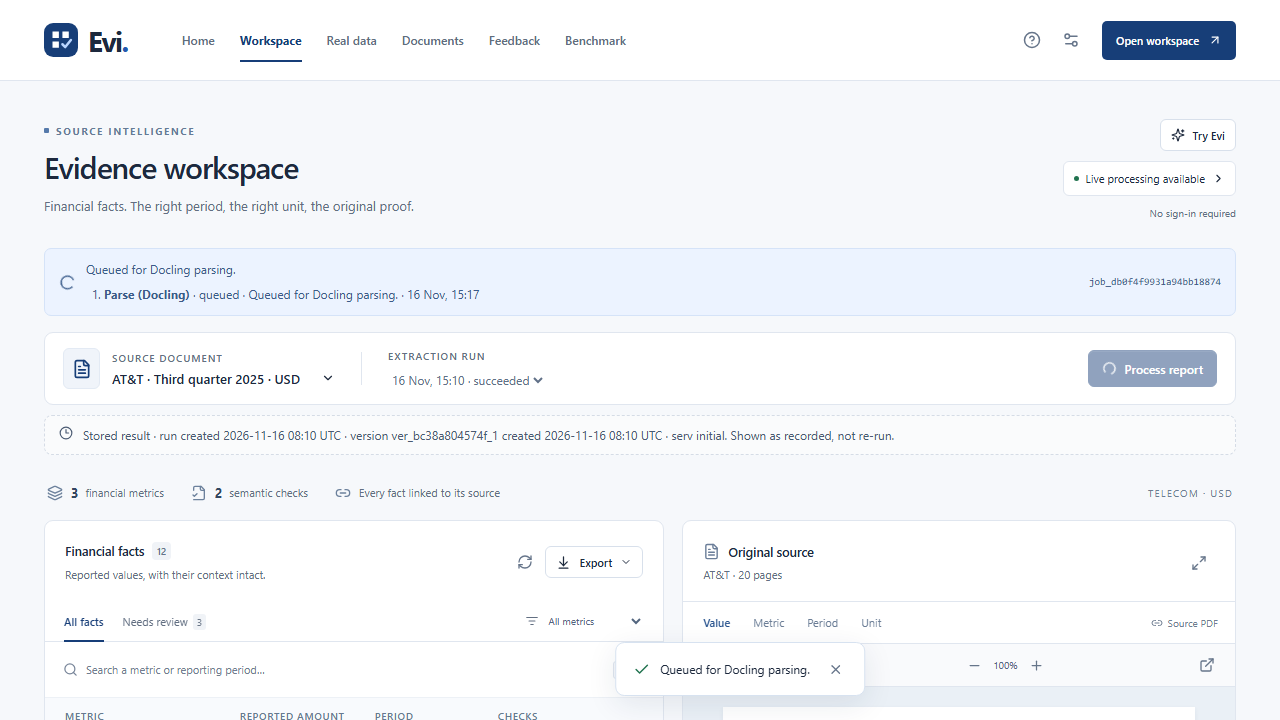 Evi.
Home
Workspace
Real data
Documents
Feedback
Benchmark
Open workspace
SOURCE INTELLIGENCE
Evidence workspace
Financial facts. The right period, the right unit, the original proof.
Try Evi
Live processing available
No sign-in required
Queued for Docling parsing.
1. Parse (Docling) · queued · Queued for Docling parsing. · 16 Nov, 15:17
job_db0f4f9931a94bb18874
SOURCE DOCUMENT
AT&T · Third quarter 2025 · USD
EXTRACTION RUN
16 Nov, 15:10 · succeeded
Process report
Stored result · run created 2026-11-16 08:10 UTC · version ver_bc38a804574f_1 created 2026-11-16 08:10 UTC · serv initial. Shown as recorded, not re-run.
3 financial metrics
2 semantic checks
Every fact linked to its source
TELECOM · USD
Financial facts 12
Reported values, with their context intact.
Export
All facts
Needs review 3
All metrics
Search a metric or reporting period...
METRIC
REPORTED AMOUNT
PERIOD
CHECKS
Original source
AT&T · 20 pages
Value
Metric
Period
Unit
Source PDF
100%
Queued for Docling parsing.